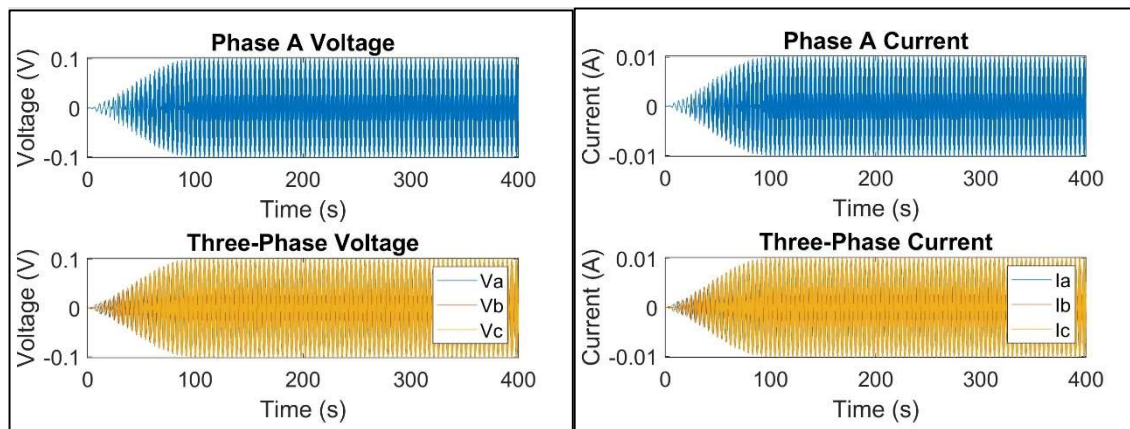 Phase A Voltage
Voltage (V)
0.1
0
-0.1
0 100 200 300 400
Time (s)
Three-Phase Voltage
Voltage (V)
0.1
0
-0.1
Va
Vb
Vc
0 100 200 300 400
Time (s)
Phase A Current
Current (A)
0.01
0
-0.01
0 100 200 300 400
Time (s)
Three-Phase Current
Current (A)
0.01
0
-0.01
Ia
Ib
Ic
0 100 200 300 400
Time (s)